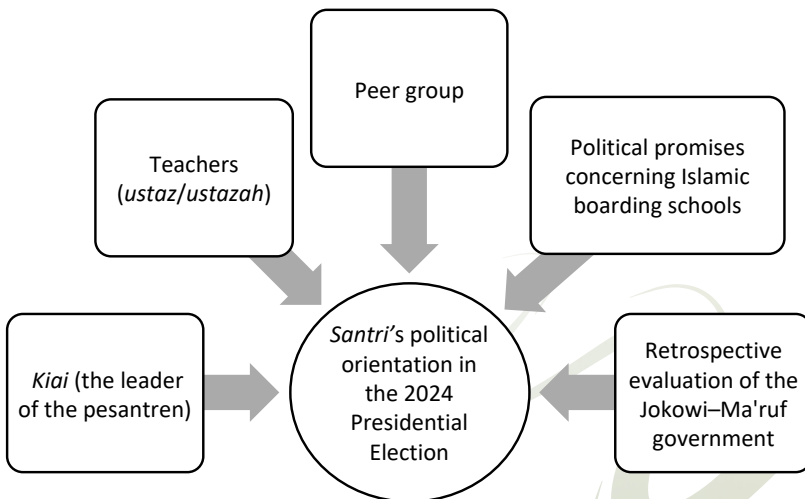 Peer group
Teachers
(ustaz/ustazah)
Political promises
concerning Islamic
boarding schools
Kiai (the leader
of the pesantren)
Santri's political
orientation in
the 2024
Presidential
Election
Retrospective
evaluation of the
Jokowi–Ma'ruf
government